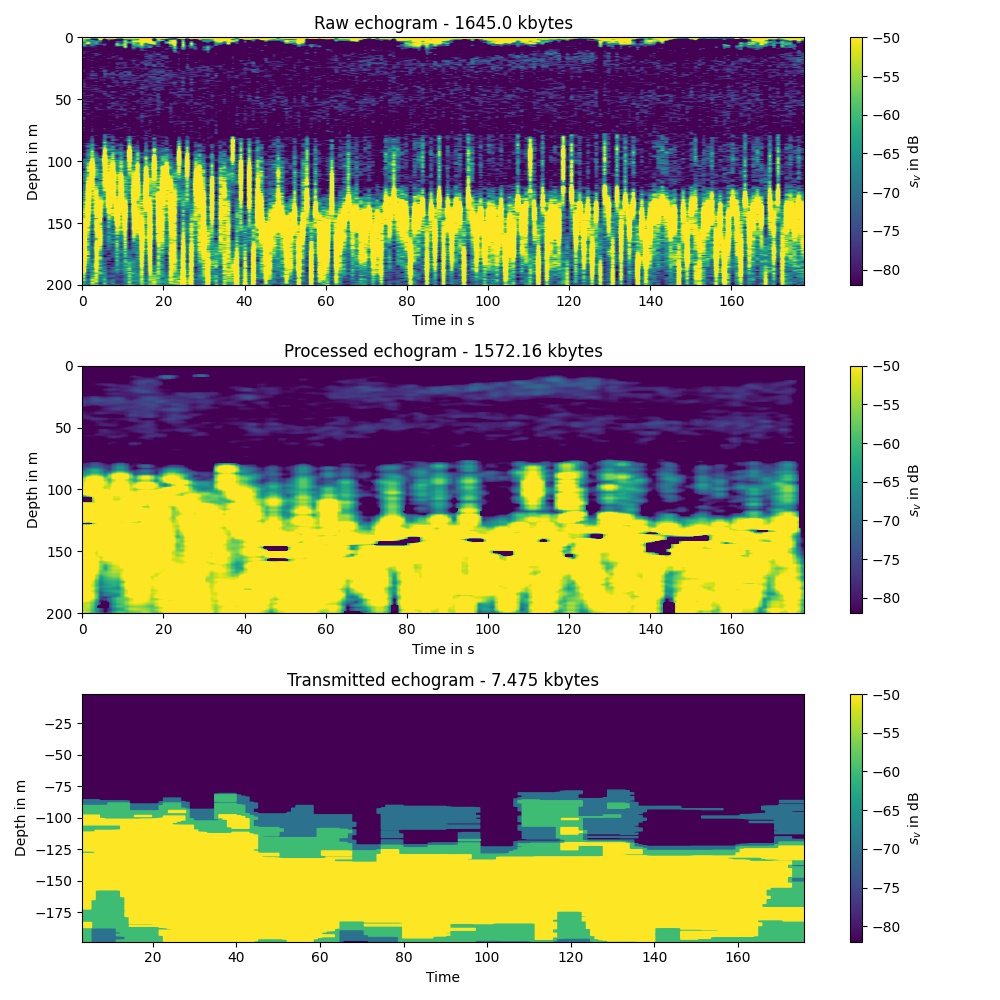 Raw echogram - 1645.0 kbytes
0
50
100
150
200
Depth in m
0 20 40 60 80 100 120 140 160
Time in s
−50
−55
−60
−65
−70
−75
−80
sv in dB
Processed echogram - 1572.16 kbytes
0
50
100
150
200
Depth in m
0 20 40 60 80 100 120 140 160
Time in s
−50
−55
−60
−65
−70
−75
−80
sv in dB
Transmitted echogram - 7.475 kbytes
−25
−50
−75
−100
−125
−150
−175
Depth in m
20 40 60 80 100 120 140 160
Time
−50
−55
−60
−65
−70
−75
−80
sv in dB